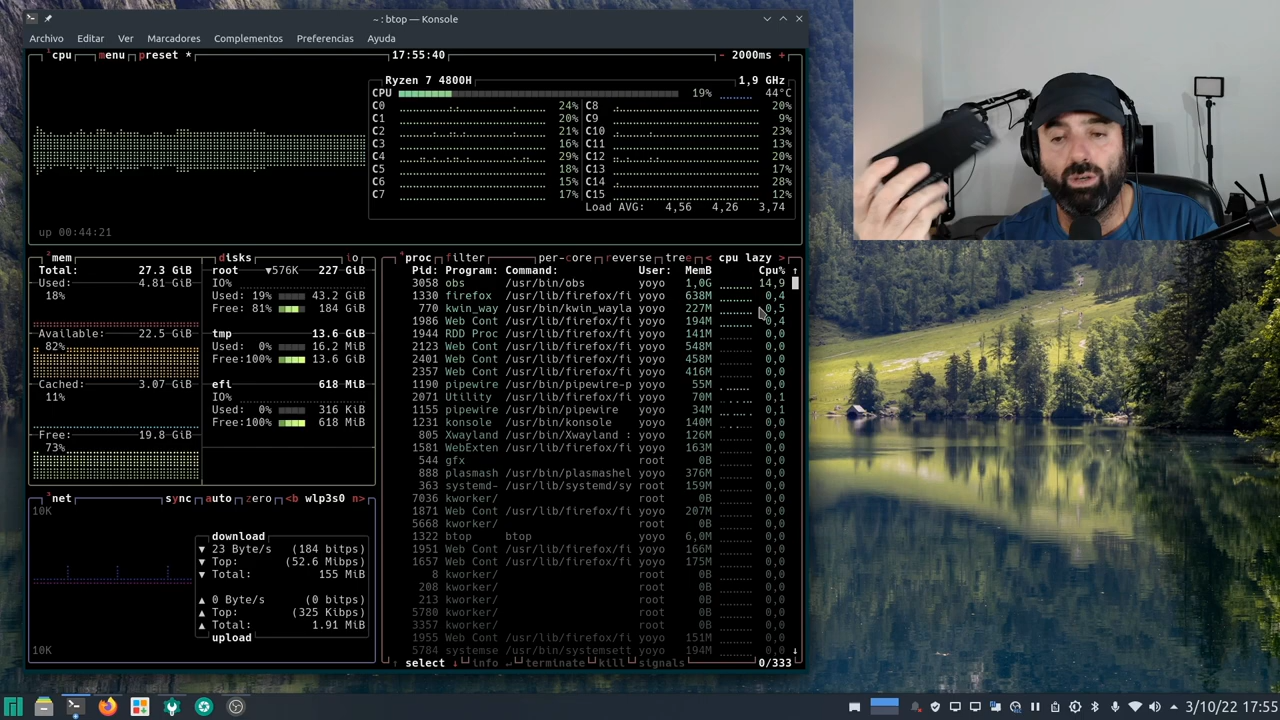 ~ : btop — Konsole
Archivo Editar Ver Marcadores Complementos Preferencias Ayuda
¹cpu menu preset * 17:55:40 - 2000ms +
Ryzen 7 4800H 1,9 GHz
CPU 19% 44°C
C0 24% C8 20%
C1 20% C9 9%
C2 21% C10 23%
C3 16% C11 13%
C4 29% C12 20%
C5 18% C13 17%
C6 15% C14 28%
C7 17% C15 12%
Load AVG: 4,56 4,26 3,74
up 00:44:21
²mem disks io
Total: 27.3 GiB
Used: 4.81 GiB
18%
Available: 22.5 GiB
82%
Cached: 3.07 GiB
11%
Free: 19.8 GiB
73%
root ▼576K 227 GiB
IO%
Used: 19% 43.2 GiB
Free: 81% 184 GiB
tmp 13.6 GiB
Used: 0% 16.2 MiB
Free:100% 13.6 GiB
efi 618 MiB
IO%
Used: 0% 316 KiB
Free:100% 618 MiB
³net sync auto zero <b wlp3s0 n>
10K
download
▼ 23 Byte/s (184 bitps)
▼ Top: (52.6 Mibps)
▼ Total: 155 MiB
▲ 0 Byte/s (0 bitps)
▲ Top: (325 Kibps)
▲ Total: 1.91 MiB
upload
10K
⁴proc filter per-core reverse tree < cpu lazy >
Pid: Program: Command: User: MemB Cpu% ↑
3058 obs /usr/bin/obs yoyo 1,0G 14,9
1330 firefox /usr/lib/firefox/fi yoyo 638M 0,4
770 kwin_way /usr/bin/kwin_wayla yoyo 227M 0,5
1986 Web Cont /usr/lib/firefox/fi yoyo 194M 0,4
1944 RDD Proc /usr/lib/firefox/fi yoyo 141M 0,0
2123 Web Cont /usr/lib/firefox/fi yoyo 548M 0,0
2401 Web Cont /usr/lib/firefox/fi yoyo 458M 0,0
2357 Web Cont /usr/lib/firefox/fi yoyo 416M 0,0
1190 pipewire /usr/bin/pipewire-p yoyo 55M 0,1
2071 Utility /usr/lib/firefox/fi yoyo 70M 0,1
1155 pipewire /usr/bin/pipewire yoyo 34M 0,1
1231 konsole /usr/bin/konsole yoyo 140M 0,0
805 Xwayland /usr/bin/Xwayland : yoyo 126M 0,0
1581 WebExten /usr/lib/firefox/fi yoyo 163M 0,0
544 gfx root 0B 0,0
888 plasmash /usr/bin/plasmashel yoyo 376M 0,0
363 systemd- /usr/lib/systemd/sy root 159M 0,0
7036 kworker/ root 0B 0,0
1871 Web Cont /usr/lib/firefox/fi yoyo 207M 0,0
5668 kworker/ root 0B 0,0
1322 btop btop yoyo 6,0M 0,0
1951 Web Cont /usr/lib/firefox/fi yoyo 166M 0,0
1657 Web Cont /usr/lib/firefox/fi yoyo 175M 0,0
8 kworker/ root 0B 0,0
208 kworker/ root 0B 0,0
213 kworker/ root 0B 0,0
5780 kworker/ root 0B 0,0
3357 kworker/ root 0B 0,0
1955 Web Cont /usr/lib/firefox/fi yoyo 151M 0,0
5784 systemse /usr/bin/systemsett yoyo 194M 0,0 ↓
↑ select ↓ info ↵ terminate kill signals 0/333
3/10/22 17:55